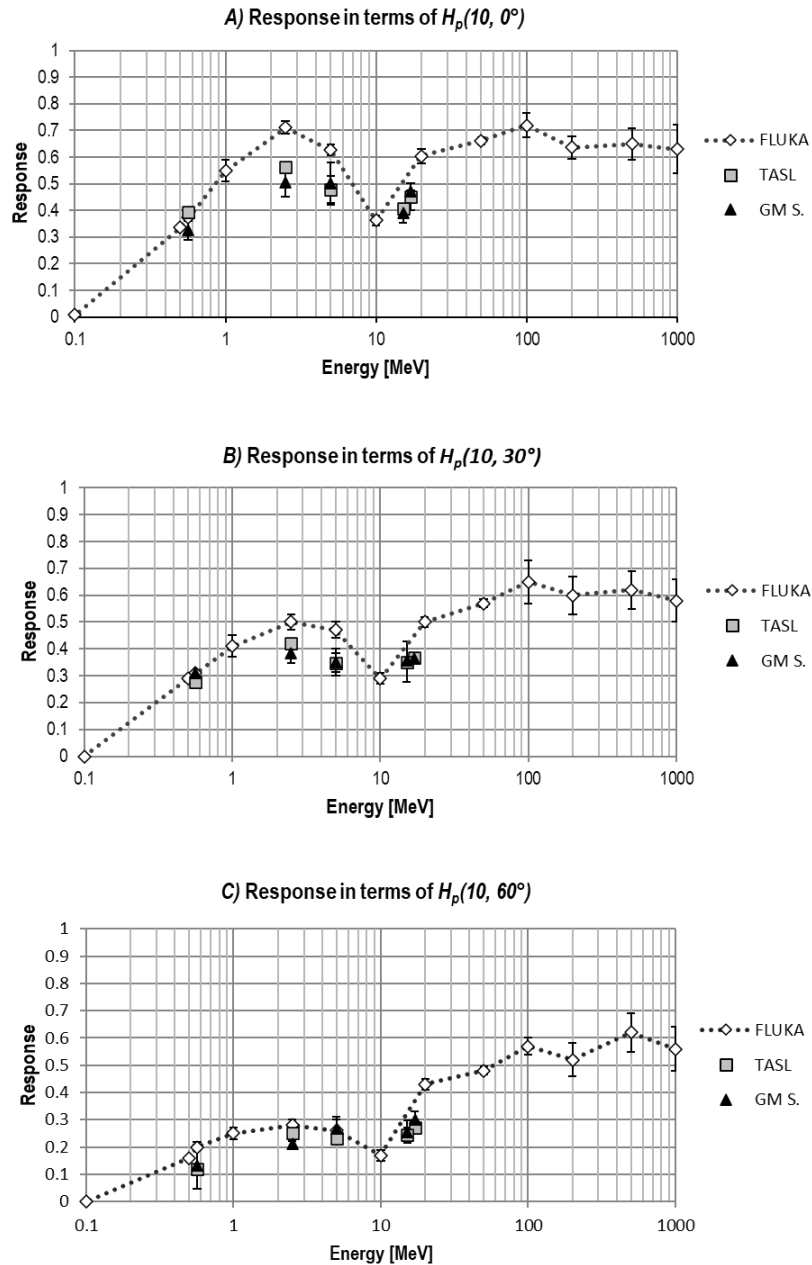 A) Response in terms of Hp(10, 0°)
1
0.9
0.8
0.7
0.6
0.5
0.4
0.3
0.2
0.1
0
Response
0.1 1 10 100 1000
Energy [MeV]
FLUKA
TASL
GM S.
B) Response in terms of Hp(10, 30°)
1
0.9
0.8
0.7
0.6
0.5
0.4
0.3
0.2
0.1
0
Response
0.1 1 10 100 1000
Energy [MeV]
FLUKA
TASL
GM S.
C) Response in terms of Hp(10, 60°)
1
0.9
0.8
0.7
0.6
0.5
0.4
0.3
0.2
0.1
0
Response
0.1 1 10 100 1000
Energy [MeV]
FLUKA
TASL
GM S.